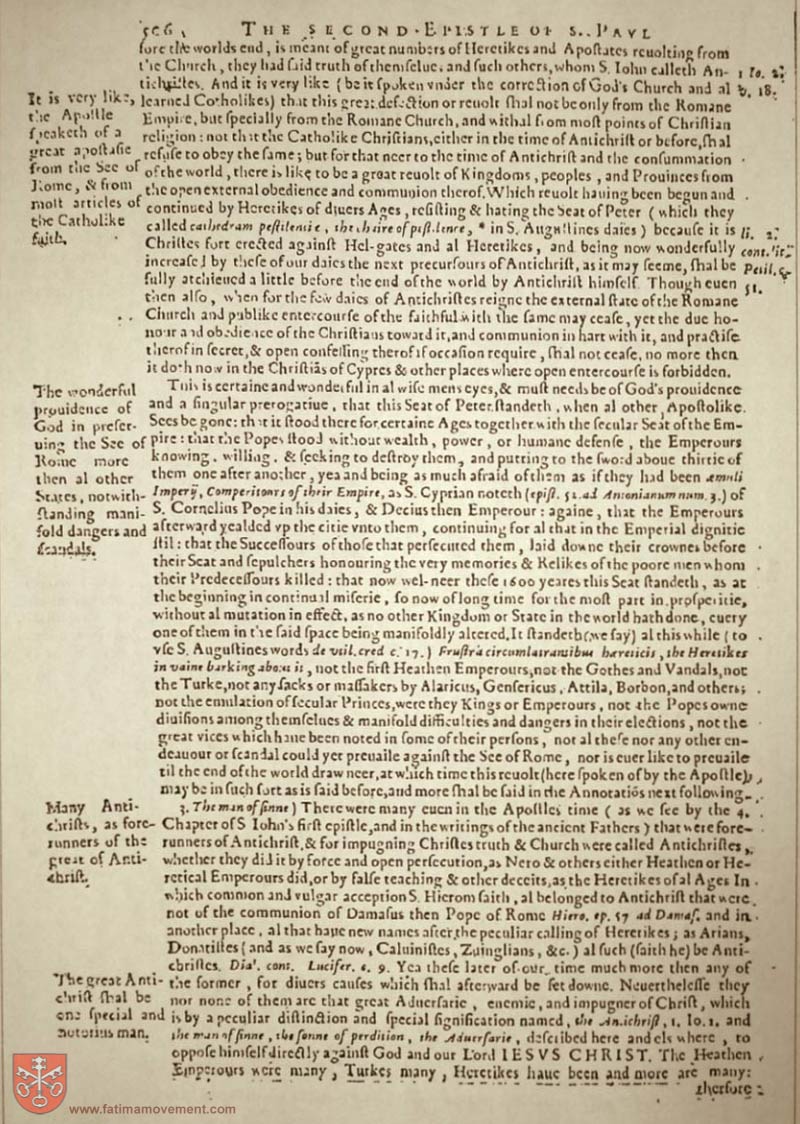 556.
THE SECOND EPISTLE OF S. PAVL
fore the worlds end, is meant of great numbers of Heretikes and Apostates reuolting from
the Church, they had said truth of themselue, and such others, whom S. Iohn calleth An-
tichristes. And it is very like (be it spoken vnder the correction of God's Church and al
learned Catholikes) that this great defection or reuolt shal not be only from the Romane
Empire, but specially from the Romane Church, and withal from most points of Christian
religion: not that the Catholike Christians, either in the time of Antichrist or before, shal
refuse to obey the same; but for that neer to the time of Antichrist and the consummation
of the world, there is like to be a great reuolt of Kingdoms, peoples, and Prouinces from
the open external obedience and communion therof. Which reuolt hauing been begun and
continued by Heretikes of diuers Ages, resisting & hating the Seat of Peter (which they
called cathedram pestilentiæ, the chaire of pestilence, * in S. Augustines daies) because it is
Christes fort erected against Hel-gates and al Heretikes, and being now wonderfully
increased by these of our daies the next precursours of Antichrist, as it may seeme, shal be
fully atchieued a little before the end of the world by Antichrist himself. Though euen
then also, when for the few daies of Antichristes reigne the external state of the Romane
Church and publike entercourse of the faithful with the same may cease, yet the due ho-
nour and obedience of the Christians toward it, and communion in hart with it, and practise
therof in secret, & open confessing therof if occasion require, shal not cease, no more then
it doth now in the Christiãs of Cypres & other places where open entercourse is forbidden.
1 Io. 2,
v. 18.
li. 2.
cont. lit.
Petil. c.
51.
It is very like,
the Apostle
speaketh of a
great apostasie
from the See of
Rome, & from
most articles of
the Catholike
faith.
This is certaine and wonderful in al wise mens eyes, & must needs be of God's prouidence
and a singular prerogatiue, that this Seat of Peter standeth, when al other Apostolike
Sees be gone: that it stood there for certaine Ages together with the secular Seat of the Em-
pire: that the Popes stood without wealth, power, or humane defense, the Emperours
knowing, willing, & seeking to destroy them, and putting to the sword aboue thirtie of
them one after another, yea and being as much afraid of them as if they had been æmuli
Imperij, Competitours of their Empire, as S. Cyprian noteth (epist. 52. ad Antonianum num. 3.) of
S. Cornelius Pope in his daies, & Decius then Emperour: againe, that the Emperours
afterward yealded vp the citie vnto them, continuing for al that in the Emperial dignitie
stil: that the Successours of those that persecuted them, laid downe their crownes before
their Seat and sepulchers honouring the very memories & Relikes of the poore men whom
their Predecessours killed: that now wel-neer these 1600 yeares this Seat standeth, as at
the beginning in continual miserie, so now of long time for the most part in prosperitie,
without al mutation in effect, as no other Kingdom or State in the world hath done, euery
one of them in the said space being manifoldly altered. It standeth (we say) al this while (to
vse S. Augustines words de vtil. cred c. 17.) Frustrà circumlatrantibus hæreticis, the Heretikes
in vaine barking about it, not the first Heathen Emperours, not the Gothes and Vandals, not
the Turke, not any sacks or massakers by Alaricus, Gensericus, Attila, Borbon, and others;
not the emulation of secular Princes, were they Kings or Emperours, not the Popes owne
diuisions among themselues & manifold difficulties and dangers in their elections, not the
great vices which haue been noted in some of their persons, not al these nor any other en-
deauour or scandal could yet preuaile against the See of Rome, nor is euer like to preuaile
til the end of the world draw neer, at which time this reuolt (here spoken of by the Apostle)
may be in such sort as is said before, and more shal be said in the Annotatiõs next following.
The wonderful
prouidence of
God in preser-
uing the See of
Rome more
then al other
States, notwith-
standing mani-
fold dangers and
scandals.
3. The man of sinne) There were many euen in the Apostles time (as we see by the 4.
Chapter of S Iohn's first epistle, and in the writings of the ancient Fathers) that were fore-
runners of Antichrist, & for impugning Christes truth & Church were called Antichristes,
whether they did it by force and open persecution, as Nero & others either Heathen or He-
retical Emperours did, or by false teaching & other deceits, as the Heretikes of al Ages In
which common and vulgar acception S. Hierom saith, al belonged to Antichrist that were
not of the communion of Damasus then Pope of Rome Hiero. ep. 57 ad Damas. and in
another place, al that haue new names after the peculiar calling of Heretikes; as Arians,
Donatistes (and as we say now, Caluinistes, Zuinglians, &c.) al such (saith he) be Anti-
christes. Dial. cont. Lucifer. c. 9. Yea these later of our time much more then any of
the former, for diuers causes which shal afterward be set downe. Neuerthelesse they
nor none of them are that great Aduersarie, enemie, and impugner of Christ, which
is by a peculiar distinction and special signification named, the Antichrist, 1. Io. 2. and
the man of sinne, the sonne of perdition, the Aduersarie, described here and els where, to
oppose himself directly against God and our Lord IESVS CHRIST. The Heathen
Emperours were many, Turkes many, Heretikes haue been and more are many:
therfore
Many Anti-
christs, as fore-
runners of the
great of Anti-
christ.
The great Anti-
christ shal be
one special and
notorius man.
www.fatimamovement.com